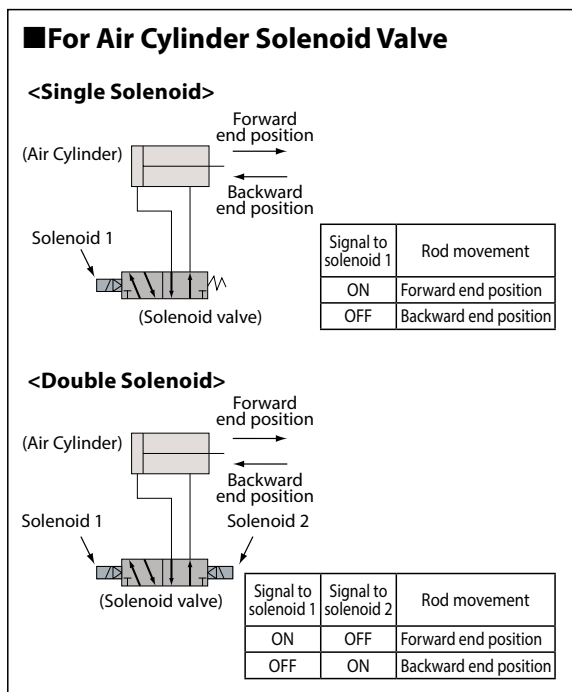 ■For Air Cylinder Solenoid Valve
<Single Solenoid>
Forward
end position
(Air Cylinder)
Backward
end position
Solenoid 1
(Solenoid valve)
Signal to
solenoid 1
Rod movement
ON
Forward end position
OFF
Backward end position
<Double Solenoid>
Forward
end position
(Air Cylinder)
Backward
end position
Solenoid 1
Solenoid 2
(Solenoid valve)
Signal to
solenoid 1
Signal to
solenoid 2
Rod movement
ON
OFF
Forward end position
OFF
ON
Backward end position